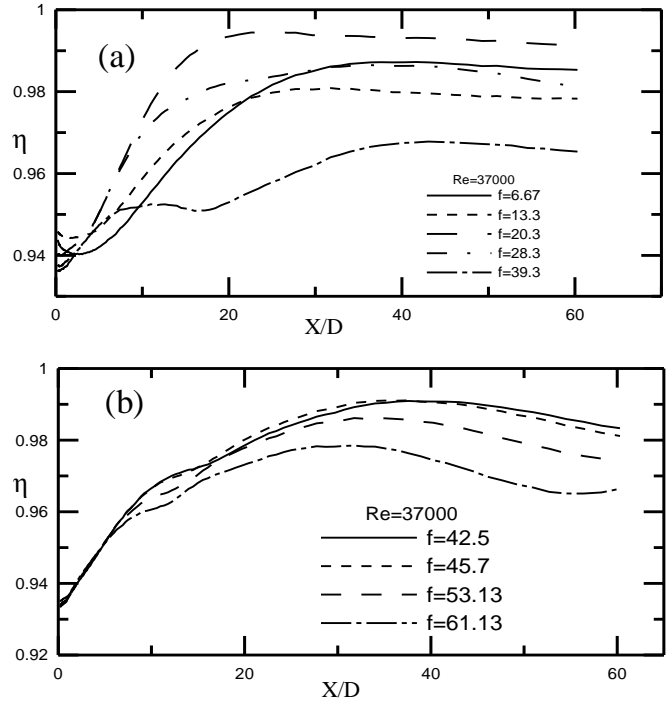 1
(a)
0.98
η
0.96
0.94
Re=37000
f=6.67
f=13.3
f=20.3
f=28.3
f=39.3
0 20 40 60
X/D
1
(b)
0.98
η
0.96
0.94
0.92
Re=37000
f=42.5
f=45.7
f=53.13
f=61.13
0 20 40 60
X/D